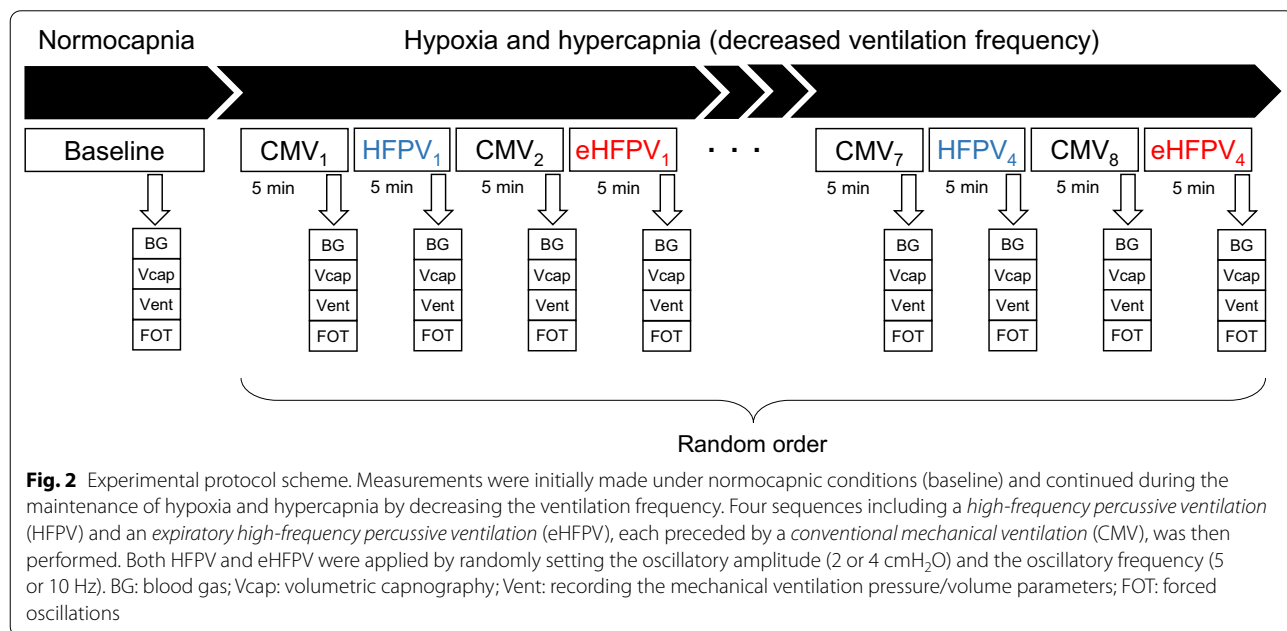 Normocapnia Hypoxia and hypercapnia (decreased ventilation frequency)
Baseline CMV1 HFPV1 CMV2 eHFPV1 . . . CMV7 HFPV4 CMV8 eHFPV4
5 min 5 min 5 min 5 min 5 min 5 min 5 min 5 min
BG BG BG BG BG BG BG BG BG
Vcap Vcap Vcap Vcap Vcap Vcap Vcap Vcap Vcap
Vent Vent Vent Vent Vent Vent Vent Vent Vent
FOT FOT FOT FOT FOT FOT FOT FOT FOT
Random order
Fig. 2 Experimental protocol scheme. Measurements were initially made under normocapnic conditions (baseline) and continued during the
maintenance of hypoxia and hypercapnia by decreasing the ventilation frequency. Four sequences including a high-frequency percussive ventilation
(HFPV) and an expiratory high-frequency percussive ventilation (eHFPV), each preceded by a conventional mechanical ventilation (CMV), was then
performed. Both HFPV and eHFPV were applied by randomly setting the oscillatory amplitude (2 or 4 cmH2O) and the oscillatory frequency (5
or 10 Hz). BG: blood gas; Vcap: volumetric capnography; Vent: recording the mechanical ventilation pressure/volume parameters; FOT: forced
oscillations